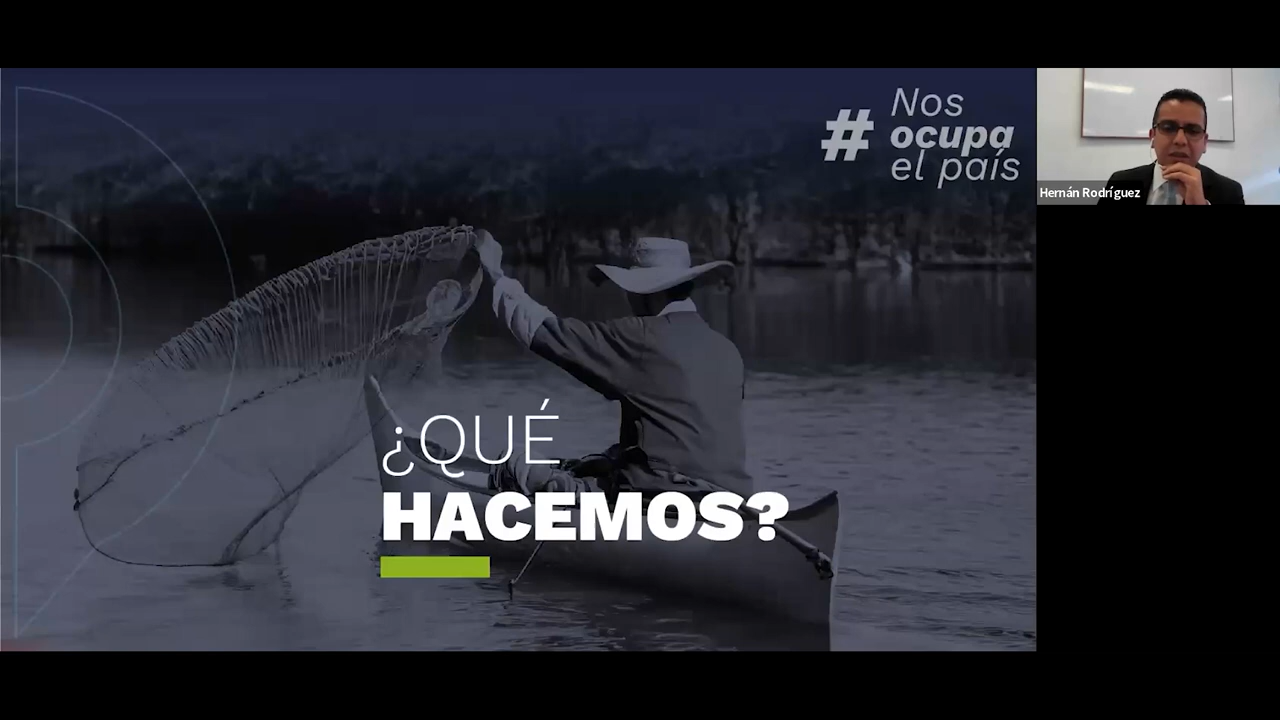 # Nos
ocupa
el país
Hernán Rodríguez
¿QUÉ
HACEMOS?